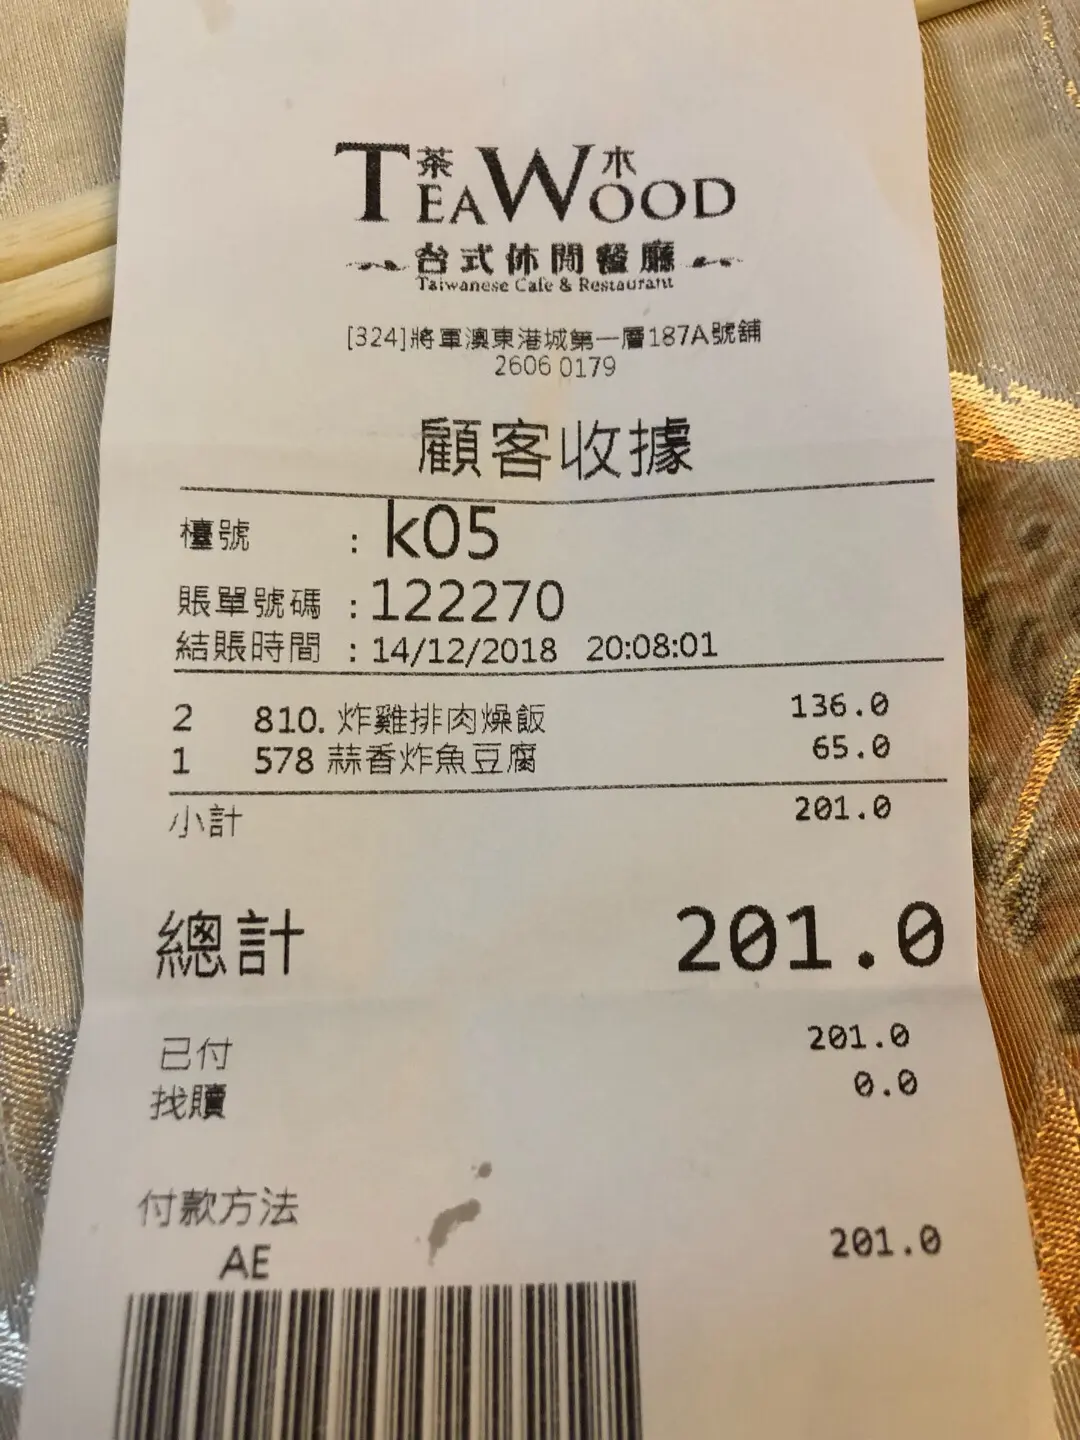 TEAWOOD
茶 木
台式休閒餐廳
Taiwanese Cafe & Restaurant
[324]將軍澳東港城第一層187A號舖
2606 0179
顧客收據
檯號 : k05
賬單號碼 : 122270
結賬時間 : 14/12/2018 20:08:01
2 810. 炸雞排肉燥飯 136.0
1 578 蒜香炸魚豆腐 65.0
小計 201.0
總計 201.0
已付 201.0
找贖 0.0
付款方法
AE 201.0